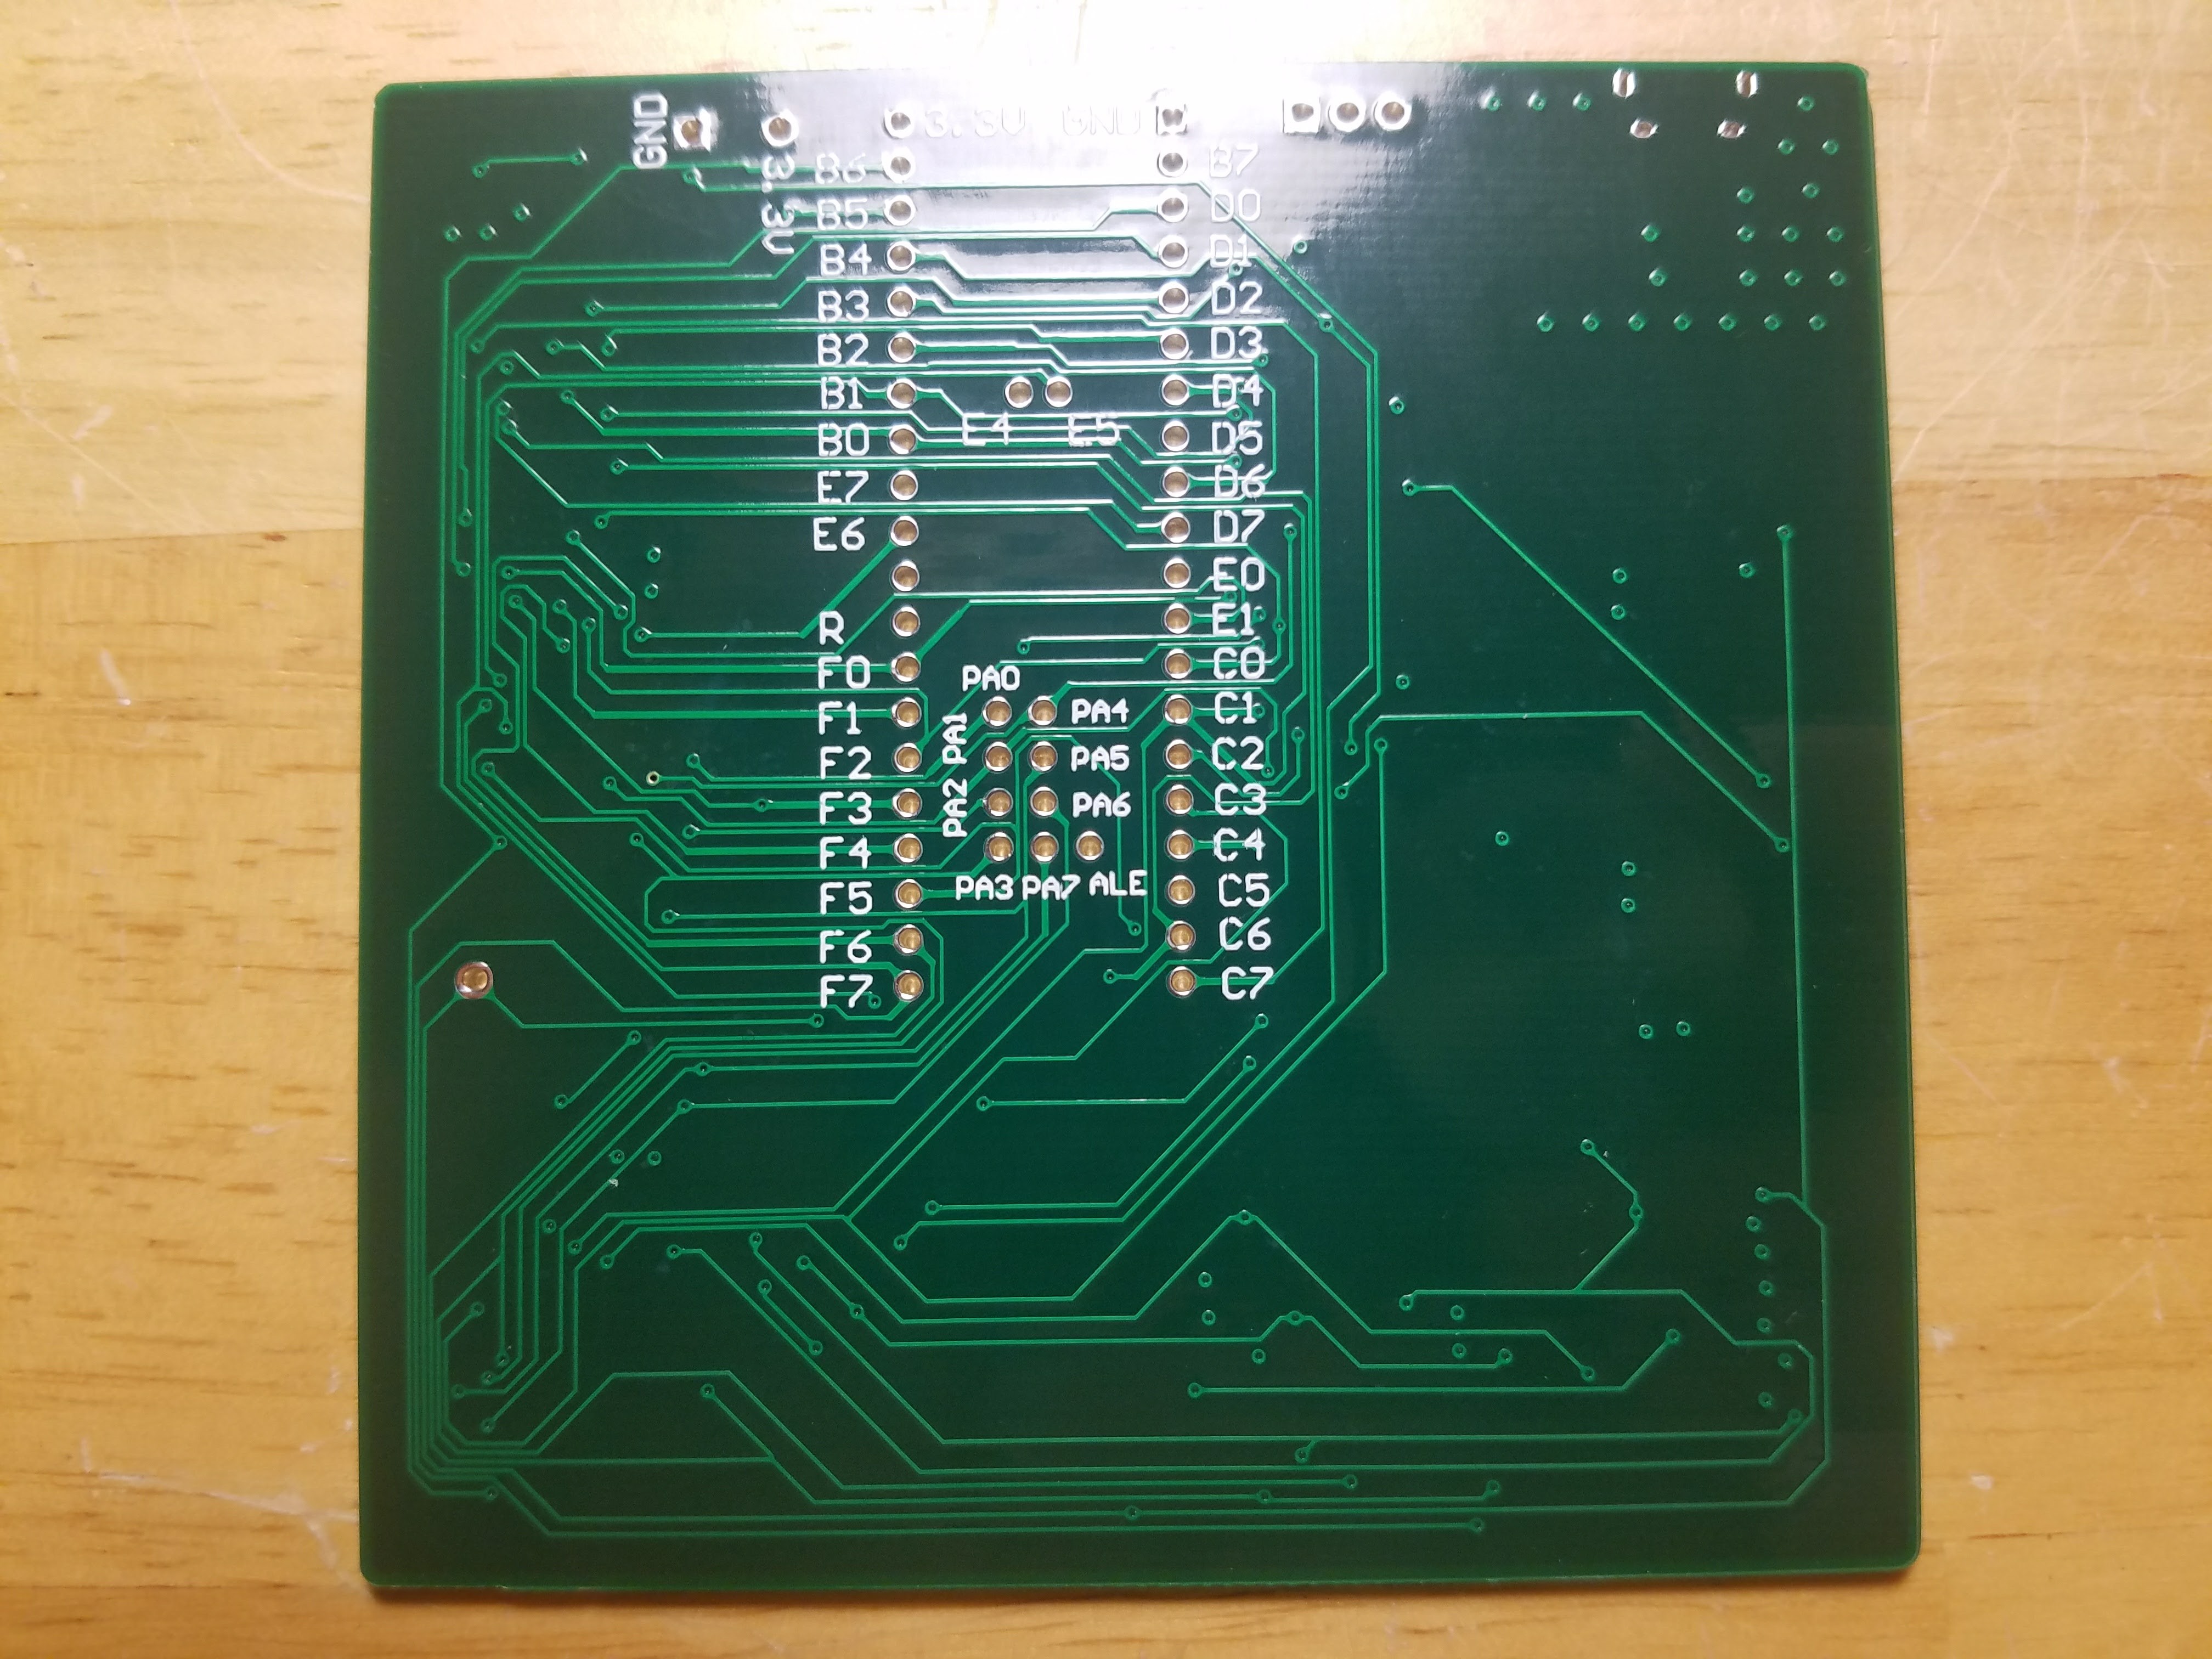 GND
3.3V
3.3V GND
B6 B7
B5 D0
B4 D1
B3 D2
B2 D3
B1 D4
E4 E5
B0 D5
E7 D6
E6 D7
E0
R E1
F0 C0
PA0
F1 PA1 PA4 C1
F2 PA5 C2
F3 PA2 PA6 C3
F4 C4
F5 PA3 PA7 ALE C5
F6 C6
F7 C7